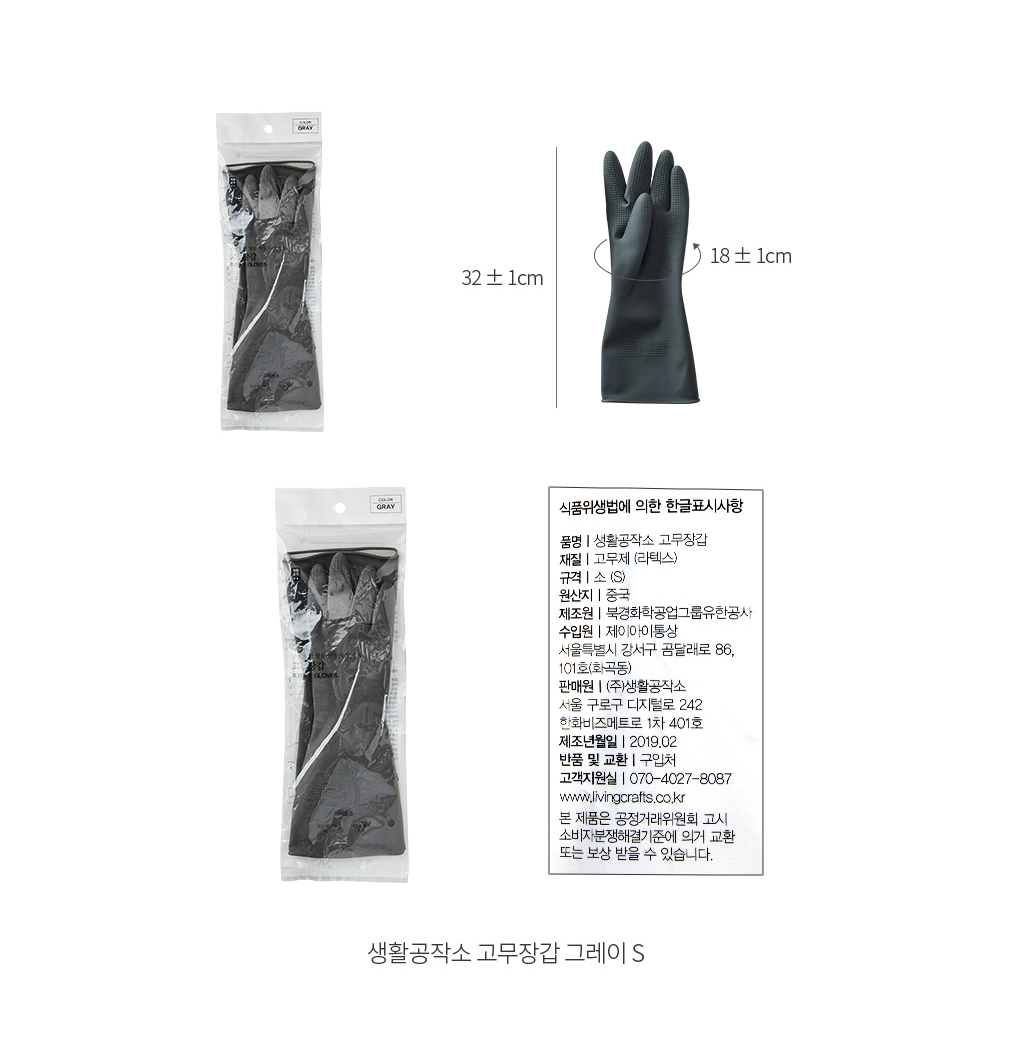 COLOR
GRAY
32 ± 1cm
18 ± 1cm
COLOR
GRAY
GLOVES
식품위생법에 의한 한글표시사항
품명 | 생활공작소 고무장갑
재질 | 고무제 (라텍스)
규격 | 소 (S)
원산지 | 중국
제조원 | 북경화학공업그룹유한공사
수입원 | 제이아이통상
서울특별시 강서구 곰달래로 86,
101호(화곡동)
판매원 | (주)생활공작소
서울 구로구 디지털로 242
한화비즈메트로 1차 401호
제조년월일 | 2019.02
반품 및 교환 | 구입처
고객지원실 | 070-4027-8087
www.livingcrafts.co.kr
본 제품은 공정거래위원회 고시
소비자분쟁해결기준에 의거 교환
또는 보상 받을 수 있습니다.
생활공작소 고무장갑 그레이 S